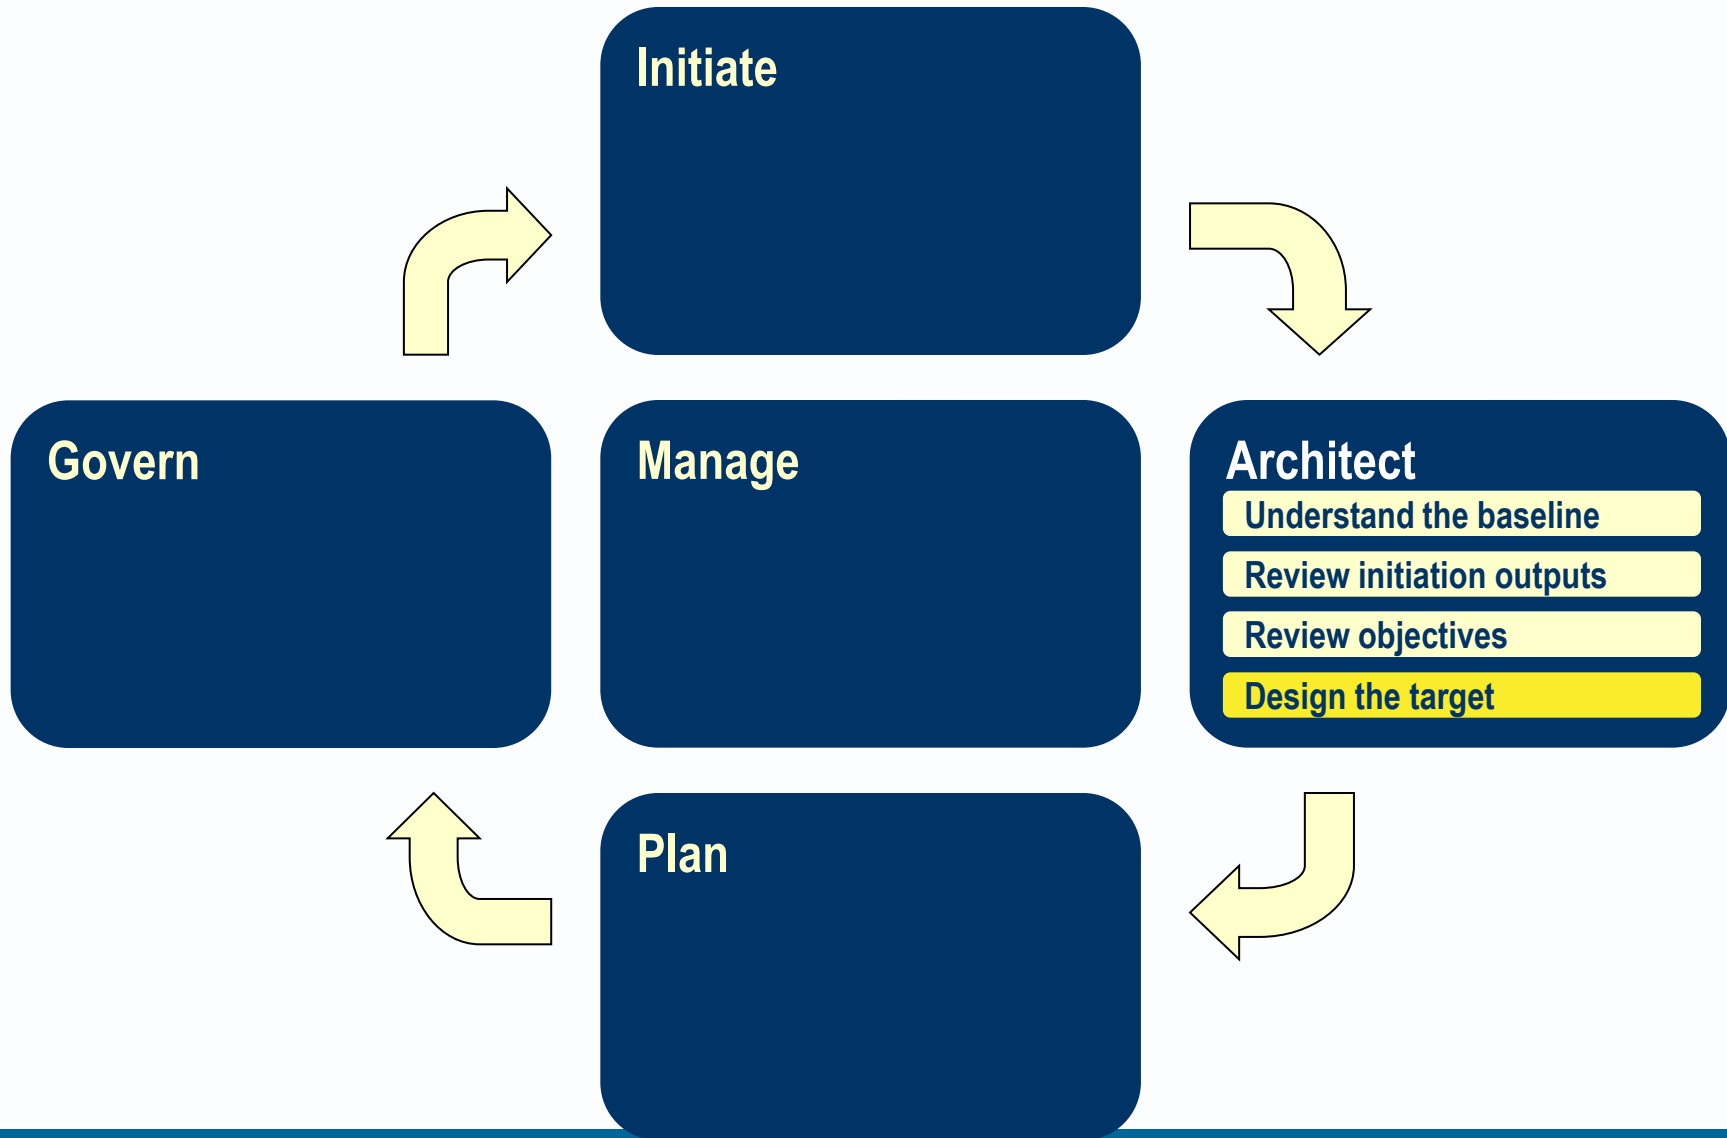 Initiate
Govern
Manage
Architect
Understand the baseline
Review initiation outputs
Review objectives
Design the target
Plan